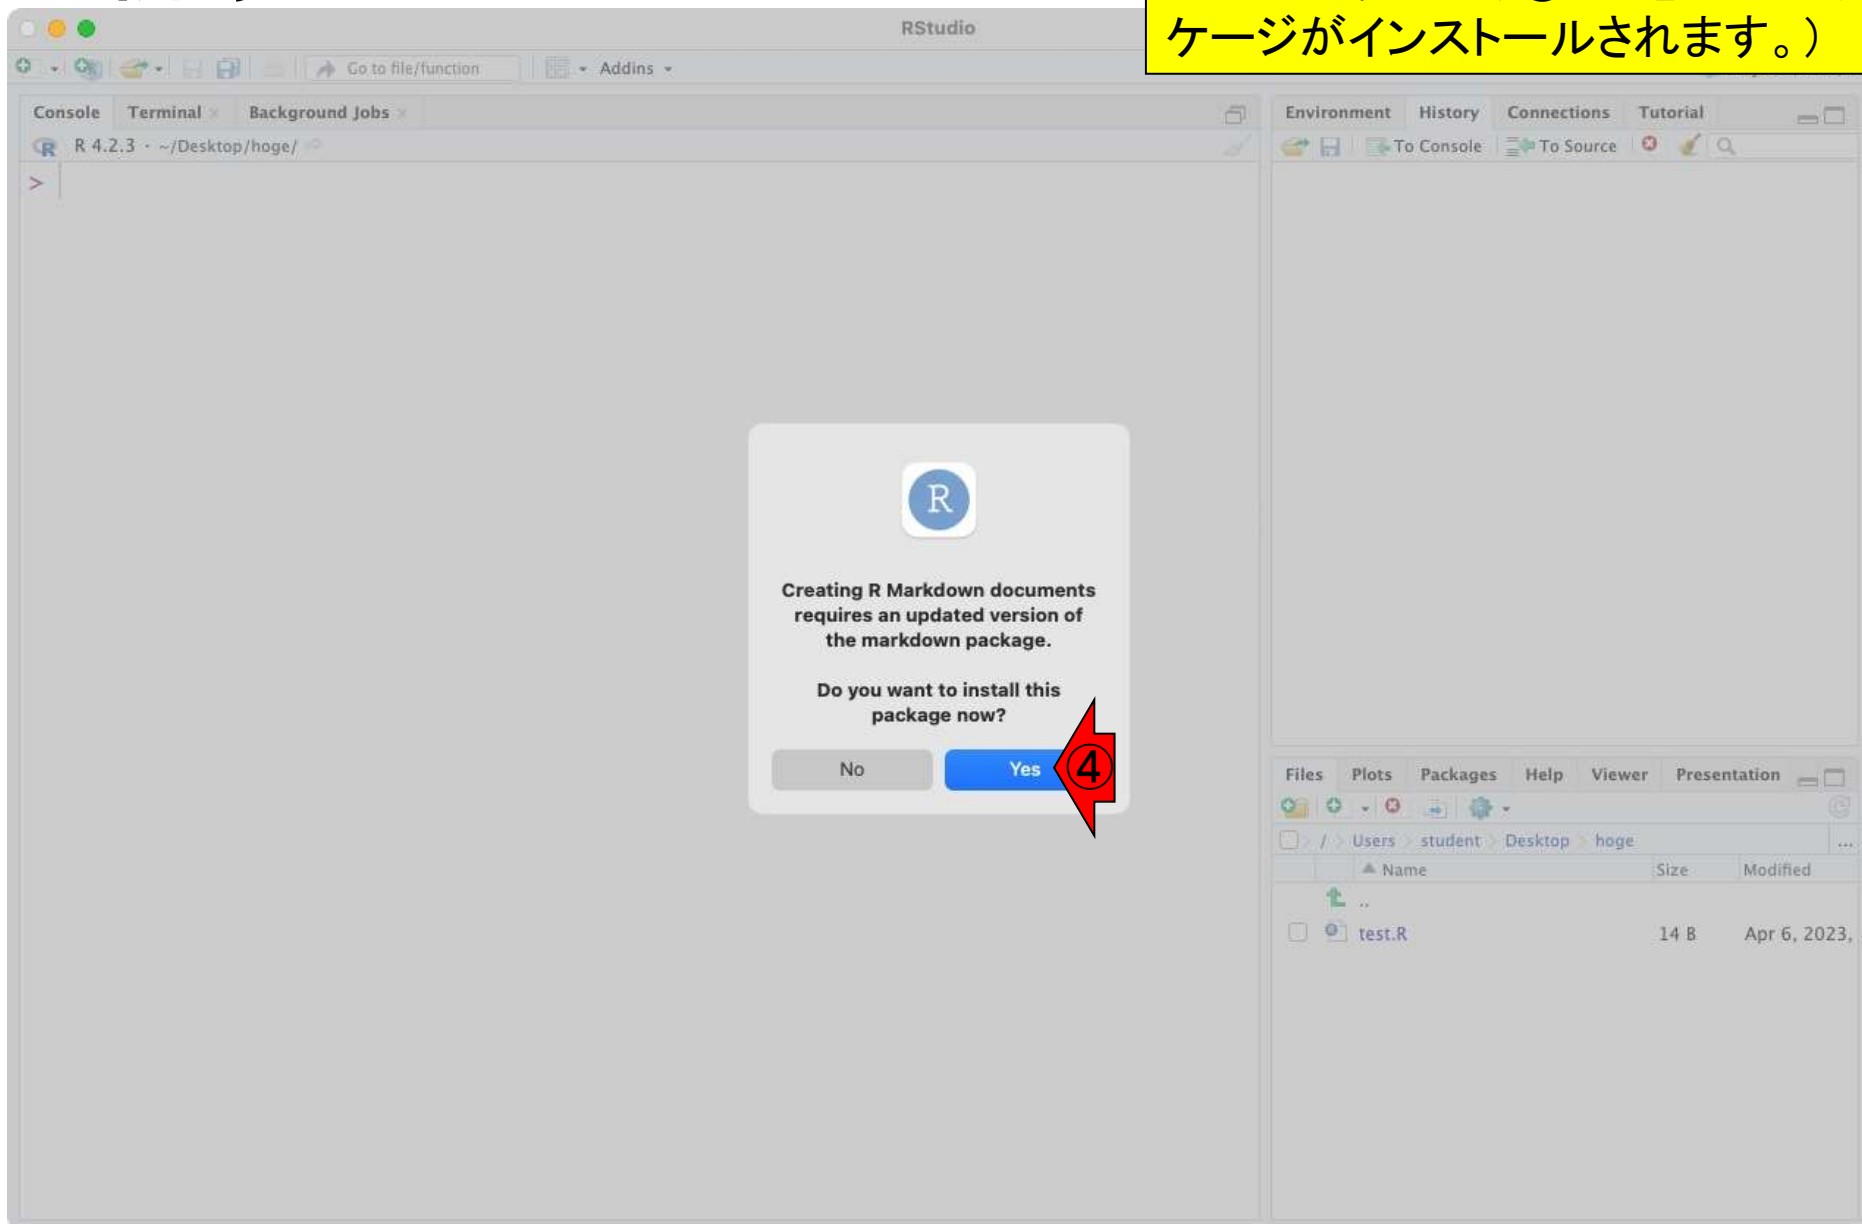 ケージがインストールされます。）
RStudio
Go to file/function
Addins
Console Terminal Background Jobs
R 4.2.3 · ~/Desktop/hoge/
>
Environment History Connections Tutorial
To Console To Source
Creating R Markdown documents
requires an updated version of
the markdown package.
Do you want to install this
package now?
No Yes ④
Files Plots Packages Help Viewer Presentation
/ Users student Desktop hoge ...
Name Size Modified
..
test.R 14 B Apr 6, 2023,